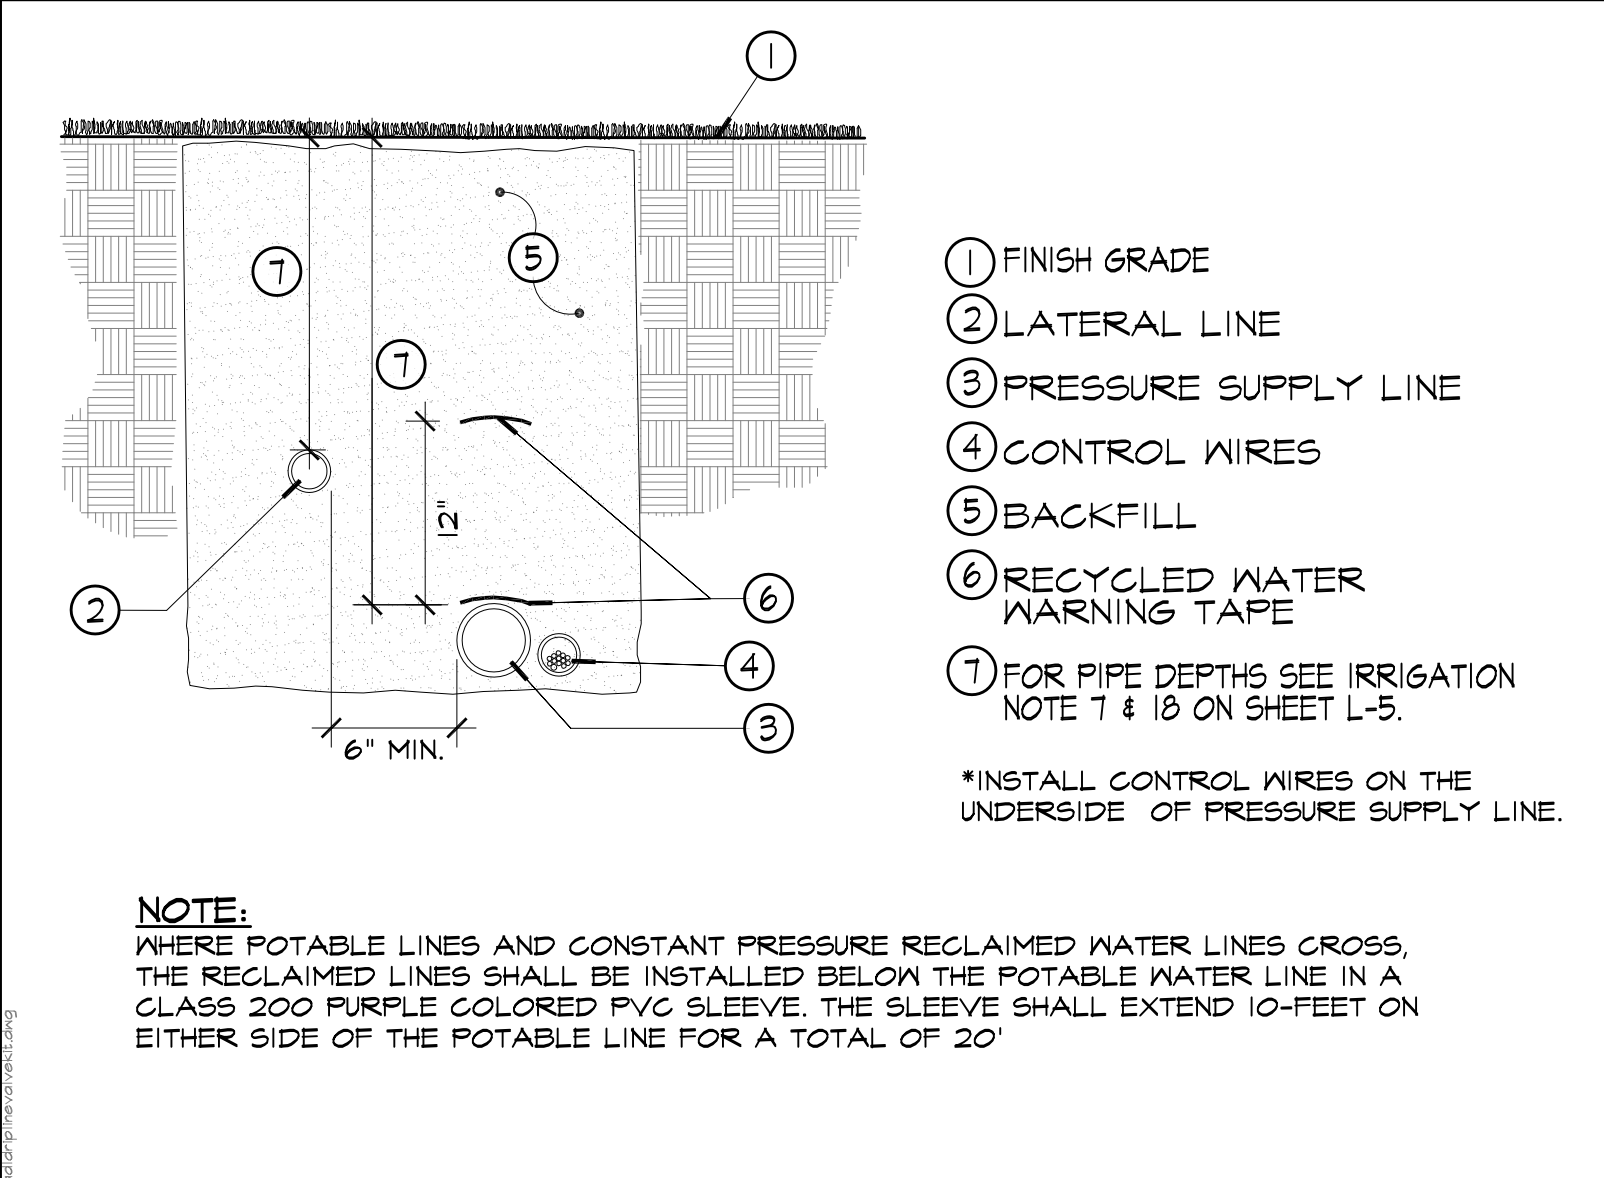 1
7
5
7
12"
2
6
4
3
6" MIN.
1 FINISH GRADE
2 LATERAL LINE
3 PRESSURE SUPPLY LINE
4 CONTROL WIRES
5 BACKFILL
6 RECYCLED WATER
WARNING TAPE
7 FOR PIPE DEPTHS SEE IRRIGATION
NOTE 7 & 18 ON SHEET L-5.
*INSTALL CONTROL WIRES ON THE
UNDERSIDE OF PRESSURE SUPPLY LINE.
NOTE:
WHERE POTABLE LINES AND CONSTANT PRESSURE RECLAIMED WATER LINES CROSS,
THE RECLAIMED LINES SHALL BE INSTALLED BELOW THE POTABLE WATER LINE IN A
CLASS 200 PURPLE COLORED PVC SLEEVE. THE SLEEVE SHALL EXTEND 10-FEET ON
EITHER SIDE OF THE POTABLE LINE FOR A TOTAL OF 20'